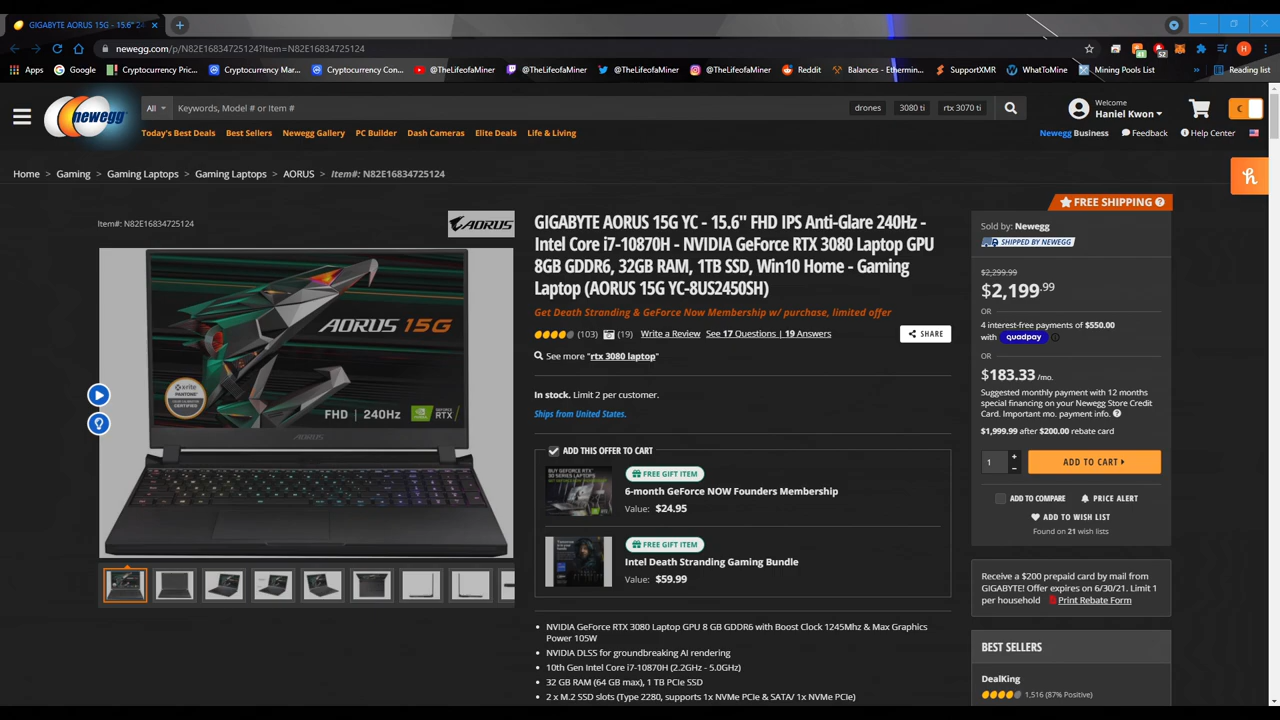 GIGABYTE AORUS 15G - 15.6" 24
newegg.com/p/N82E16834725124?Item=N82E16834725124
Apps
Google
Cryptocurrency Pric...
Cryptocurrency Mar...
Cryptocurrency Con...
@TheLifeofaMiner
@TheLifeofaMiner
@TheLifeofaMiner
@TheLifeofaMiner
Reddit
Balances - Ethermin...
SupportXMR
WhatToMine
Mining Pools List
»
Reading list
newegg
All
Keywords, Model # or Item #
drones
3080 ti
rtx 3070 ti
Welcome
Haniel Kwon
Today's Best Deals
Best Sellers
Newegg Gallery
PC Builder
Dash Cameras
Elite Deals
Life & Living
Newegg Business
Feedback
Help Center
Home > Gaming > Gaming Laptops > Gaming Laptops > AORUS > Item#: N82E16834725124
Item#: N82E16834725124
AORUS
AORUS 15G
x-rite
PANTONE
FHD | 240Hz
NVIDIA
GEFORCE
RTX
AORUS
GIGABYTE AORUS 15G YC - 15.6" FHD IPS Anti-Glare 240Hz -
Intel Core i7-10870H - NVIDIA GeForce RTX 3080 Laptop GPU
8GB GDDR6, 32GB RAM, 1TB SSD, Win10 Home - Gaming
Laptop (AORUS 15G YC-8US2450SH)
Get Death Stranding & GeForce Now Membership w/ purchase, limited offer
(103)
(19)
Write a Review
See 17 Questions | 19 Answers
SHARE
See more "rtx 3080 laptop"
In stock. Limit 2 per customer.
Ships from United States.
ADD THIS OFFER TO CART
FREE GIFT ITEM
6-month GeForce NOW Founders Membership
Value: $24.95
FREE GIFT ITEM
Intel Death Stranding Gaming Bundle
Value: $59.99
• NVIDIA GeForce RTX 3080 Laptop GPU 8 GB GDDR6 with Boost Clock 1245Mhz & Max Graphics
Power 105W
• NVIDIA DLSS for groundbreaking AI rendering
• 10th Gen Intel Core i7-10870H (2.2GHz - 5.0GHz)
• 32 GB RAM (64 GB max), 1 TB PCIe SSD
• 2 x M.2 SSD slots (Type 2280, supports 1x NVMe PCIe & SATA/ 1x NVMe PCIe)
FREE SHIPPING
Sold by: Newegg
SHIPPED BY NEWEGG
$2,299.99
$2,199.99
OR
4 interest-free payments of $550.00
with quadpay
OR
$183.33 /mo.
Suggested monthly payment with 12 months
special financing on your Newegg Store Credit
Card. Important mo. payment info.
$1,999.99 after $200.00 rebate card
1
+
−
ADD TO CART
ADD TO COMPARE
PRICE ALERT
ADD TO WISH LIST
Found on 21 wish lists
Receive a $200 prepaid card by mail from
GIGABYTE! Offer expires on 6/30/21. Limit 1
per household Print Rebate Form
BEST SELLERS
DealKing
1,516 (87% Positive)